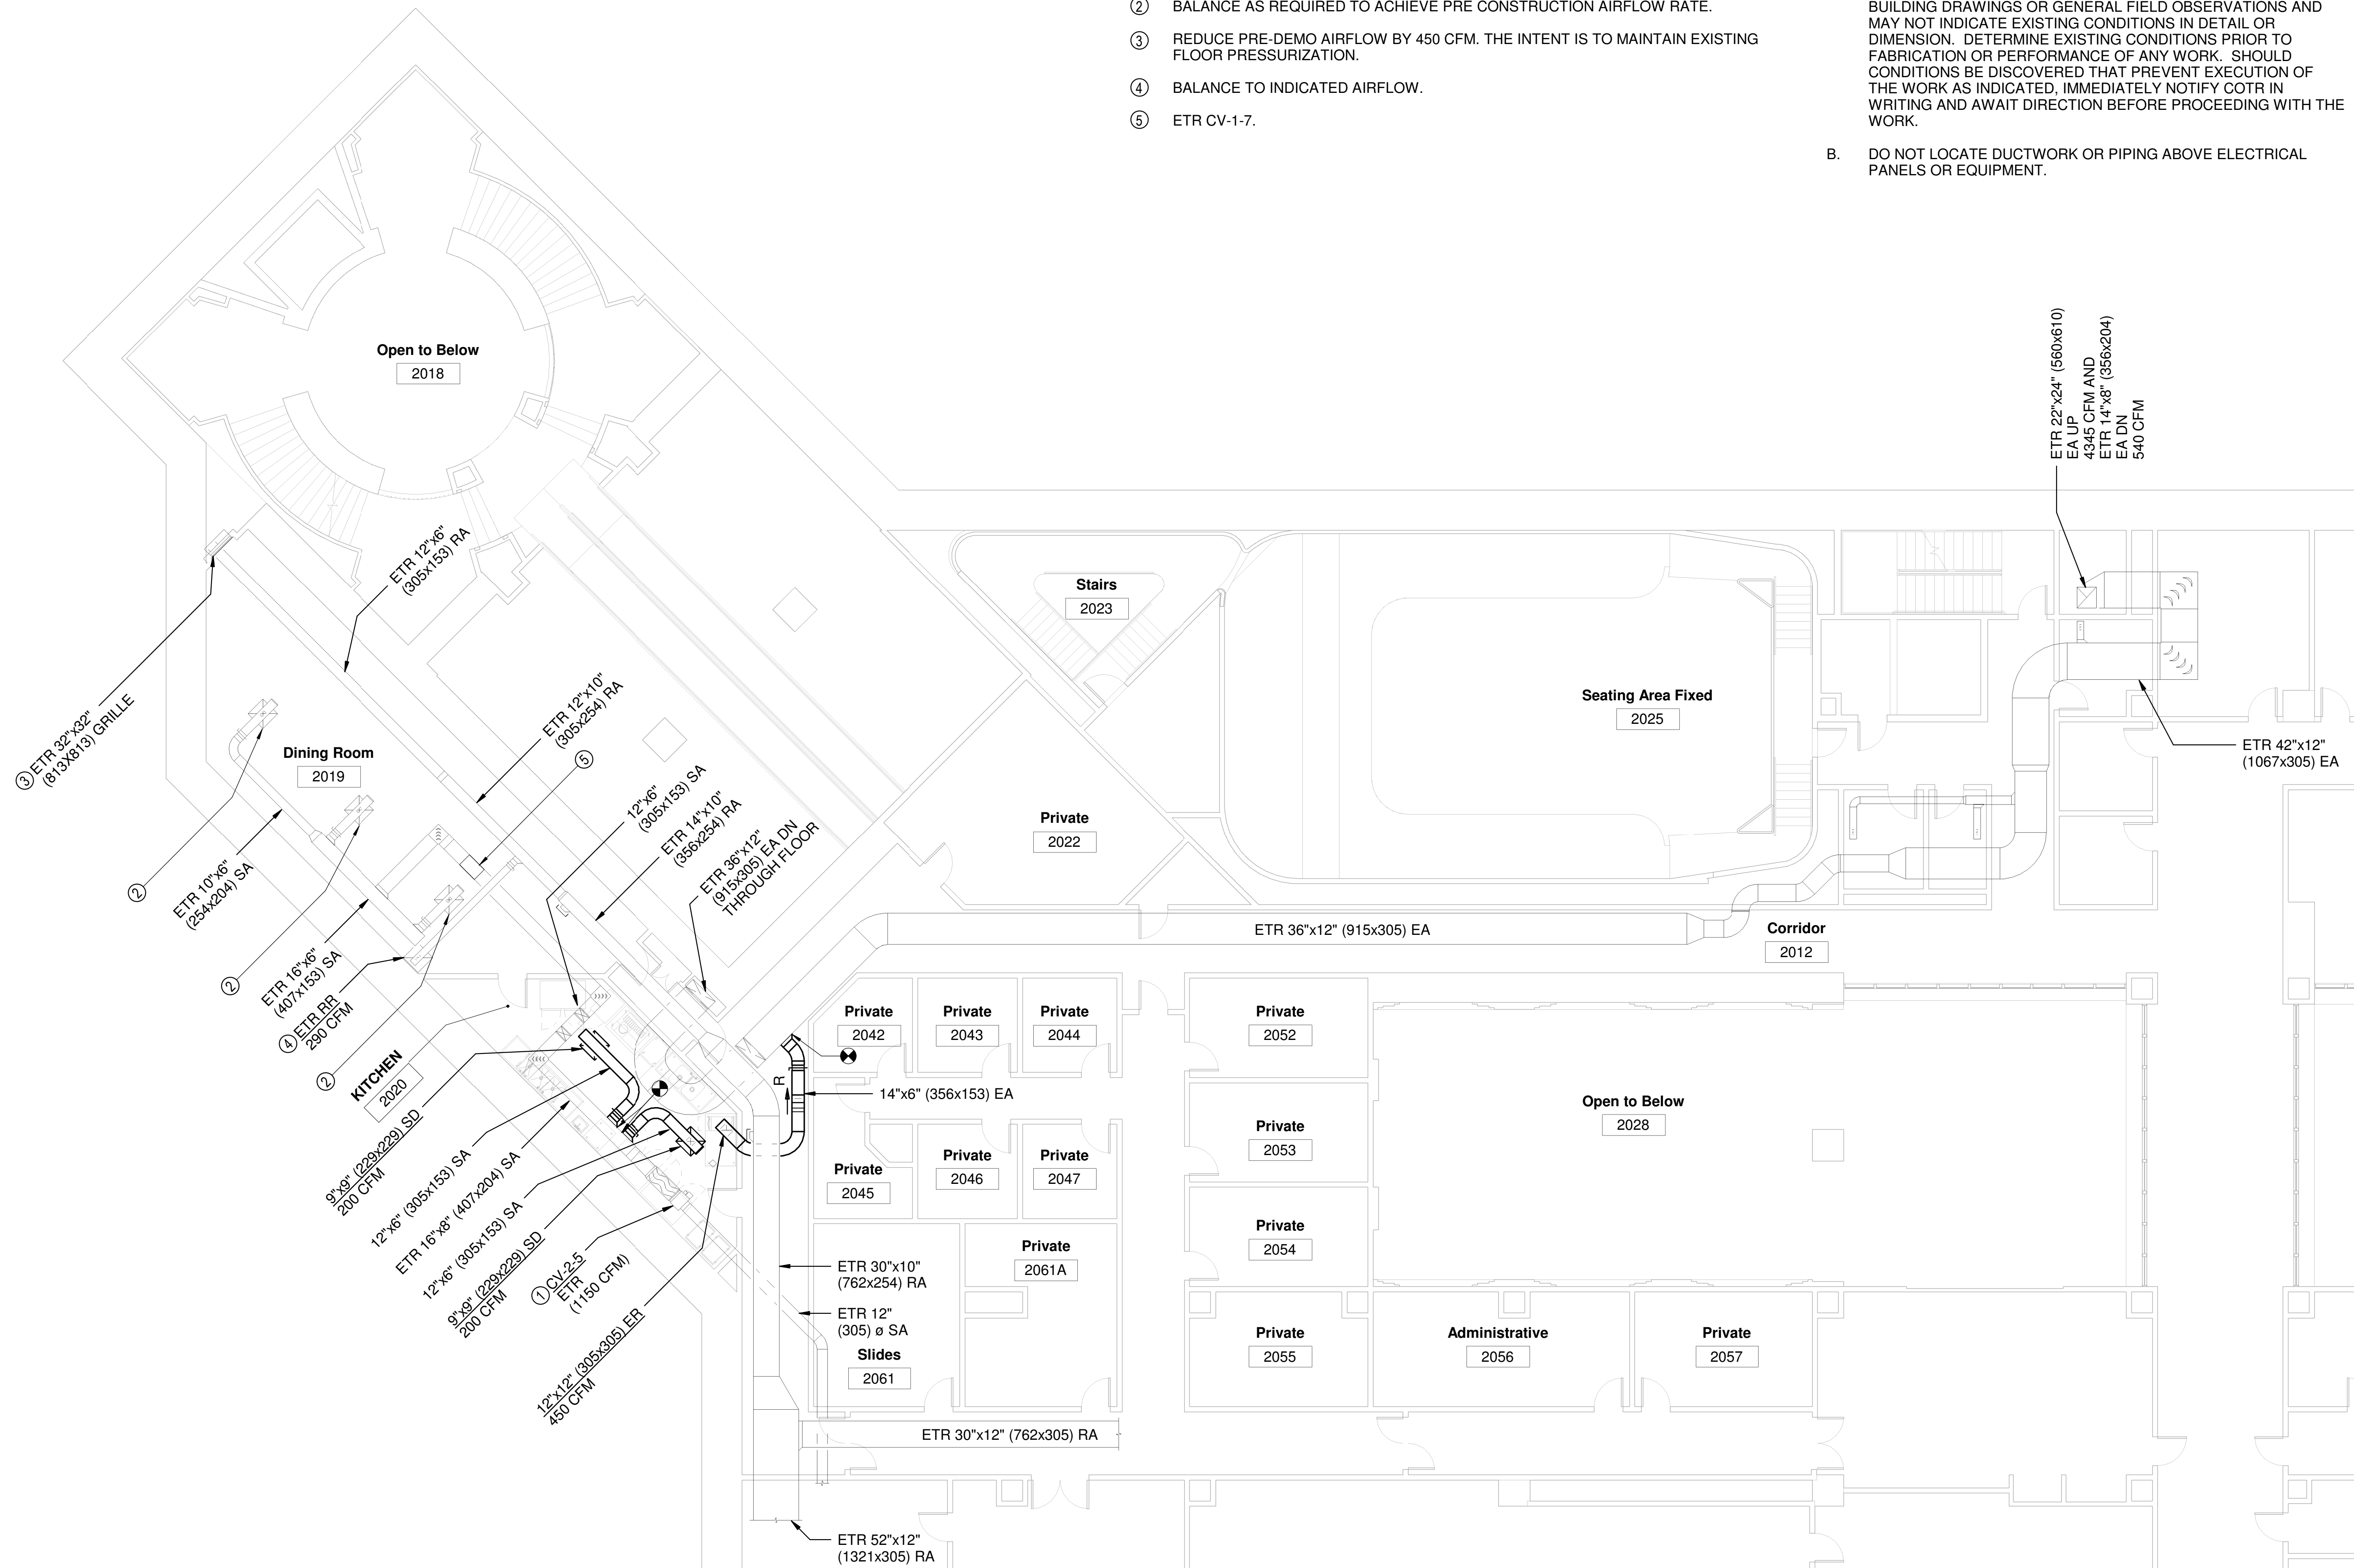 ② BALANCE AS REQUIRED TO ACHIEVE PRE CONSTRUCTION AIRFLOW RATE.
③ REDUCE PRE-DEMO AIRFLOW BY 450 CFM. THE INTENT IS TO MAINTAIN EXISTING
FLOOR PRESSURIZATION.
④ BALANCE TO INDICATED AIRFLOW.
⑤ ETR CV-1-7.
BUILDING DRAWINGS OR GENERAL FIELD OBSERVATIONS AND
MAY NOT INDICATE EXISTING CONDITIONS IN DETAIL OR
DIMENSION. DETERMINE EXISTING CONDITIONS PRIOR TO
FABRICATION OR PERFORMANCE OF ANY WORK. SHOULD
CONDITIONS BE DISCOVERED THAT PREVENT EXECUTION OF
THE WORK AS INDICATED, IMMEDIATELY NOTIFY COTR IN
WRITING AND AWAIT DIRECTION BEFORE PROCEEDING WITH THE
WORK.
B. DO NOT LOCATE DUCTWORK OR PIPING ABOVE ELECTRICAL
PANELS OR EQUIPMENT.
Open to Below
2018
ETR 22"x24" (560x610)
EA UP
4345 CFM AND
ETR 14"x8" (356x204)
EA DN
540 CFM
ETR 12"x6"
(305x153) RA
Stairs
2023
Seating Area Fixed
2025
③ ETR 32"x32"
(813X813) GRILLE
Dining Room
2019
ETR 12"x10"
(305x254) RA
⑤
ETR 42"x12"
(1067x305) EA
12"x6"
(305x153) SA
ETR 14"x10"
(356x254) RA
ETR 36"x12"
(915x305) EA DN
THROUGH FLOOR
Private
2022
②
ETR 10"x6"
(254x204) SA
②
ETR 16"x6"
(407x153) SA
④ ETR RR
290 CFM
②
ETR 36"x12" (915x305) EA
Corridor
2012
KITCHEN
2020
Private
2042
Private
2043
Private
2044
Private
2052
R
14"x6" (356x153) EA
Open to Below
2028
Private
2053
Private
2045
Private
2046
Private
2047
9"x9" (229x229) SD
200 CFM
12"x6" (305x153) SA
ETR 16"x8" (407x204) SA
12"x6" (305x153) SA
9"x9" (229x229) SD
200 CFM
① CV-2-5
ETR
(1150 CFM)
12"x12" (305x305) ER
450 CFM
Private
2054
Private
2061A
ETR 30"x10"
(762x254) RA
ETR 12"
(305) ø SA
Slides
2061
Private
2055
Administrative
2056
Private
2057
ETR 30"x12" (762x305) RA
ETR 52"x12"
(1321x305) RA